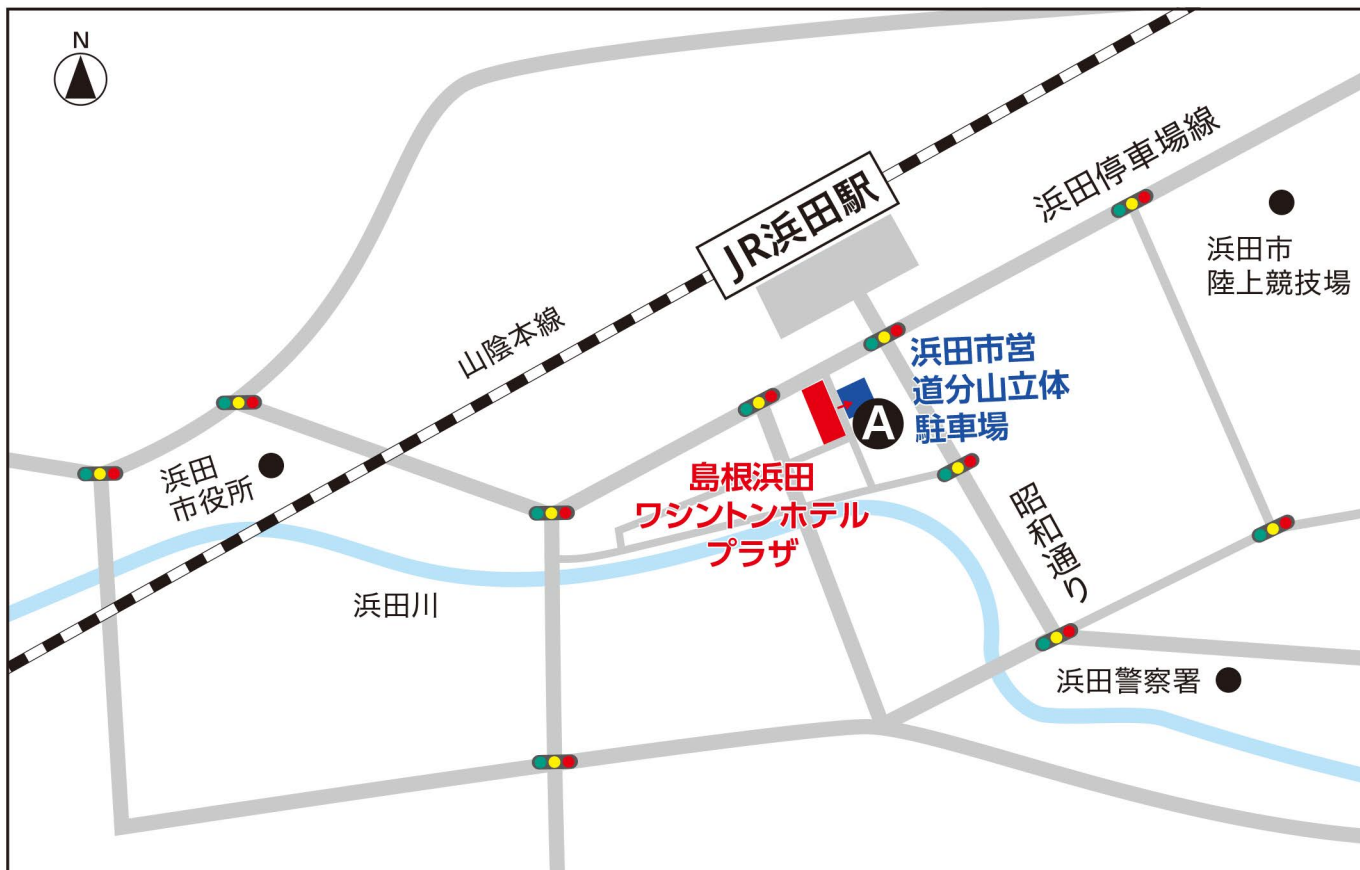 N
JR浜田駅
浜田停車場線
浜田市
陸上競技場
山陰本線
浜田市営
道分山立体
駐車場
A
浜田
市役所
島根浜田
ワシントンホテル
プラザ
昭和通り
浜田川
浜田警察署